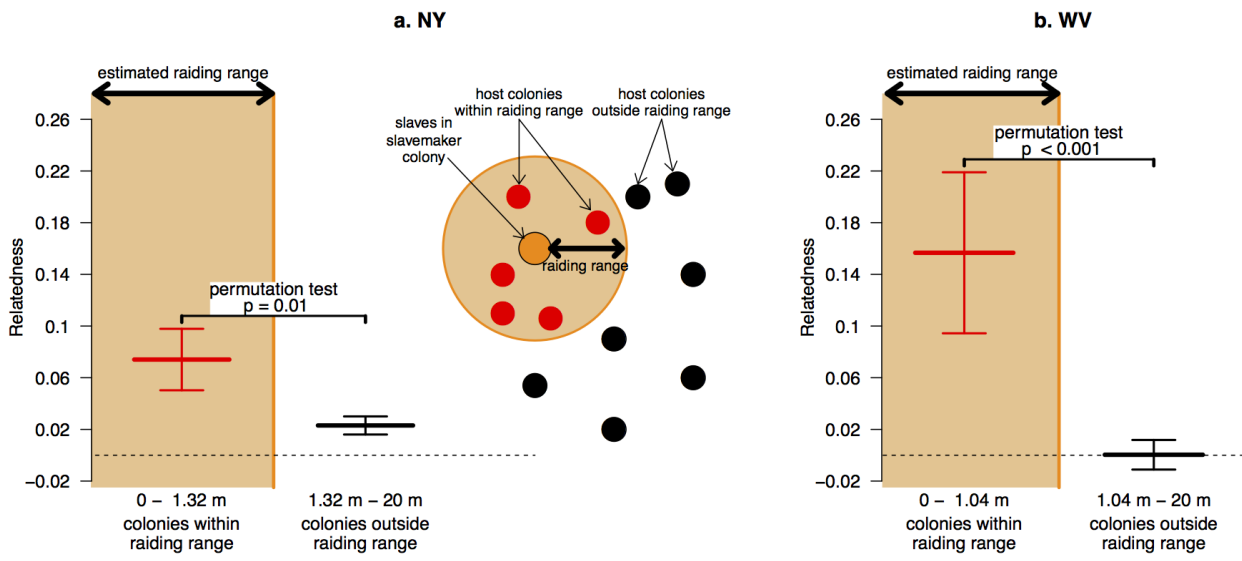 a. NY
estimated raiding range
0.26
0.22
0.18
0.14
0.1
0.06
0.02
−0.02
Relatedness
permutation test
p = 0.01
0 − 1.32 m
colonies within
raiding range
1.32 m − 20 m
colonies outside
raiding range
slaves in
slavemaker
colony
host colonies
within raiding range
host colonies
outside raiding range
raiding range
b. WV
estimated raiding range
0.26
0.22
0.18
0.14
0.1
0.06
0.02
−0.02
Relatedness
permutation test
p < 0.001
0 − 1.04 m
colonies within
raiding range
1.04 m − 20 m
colonies outside
raiding range